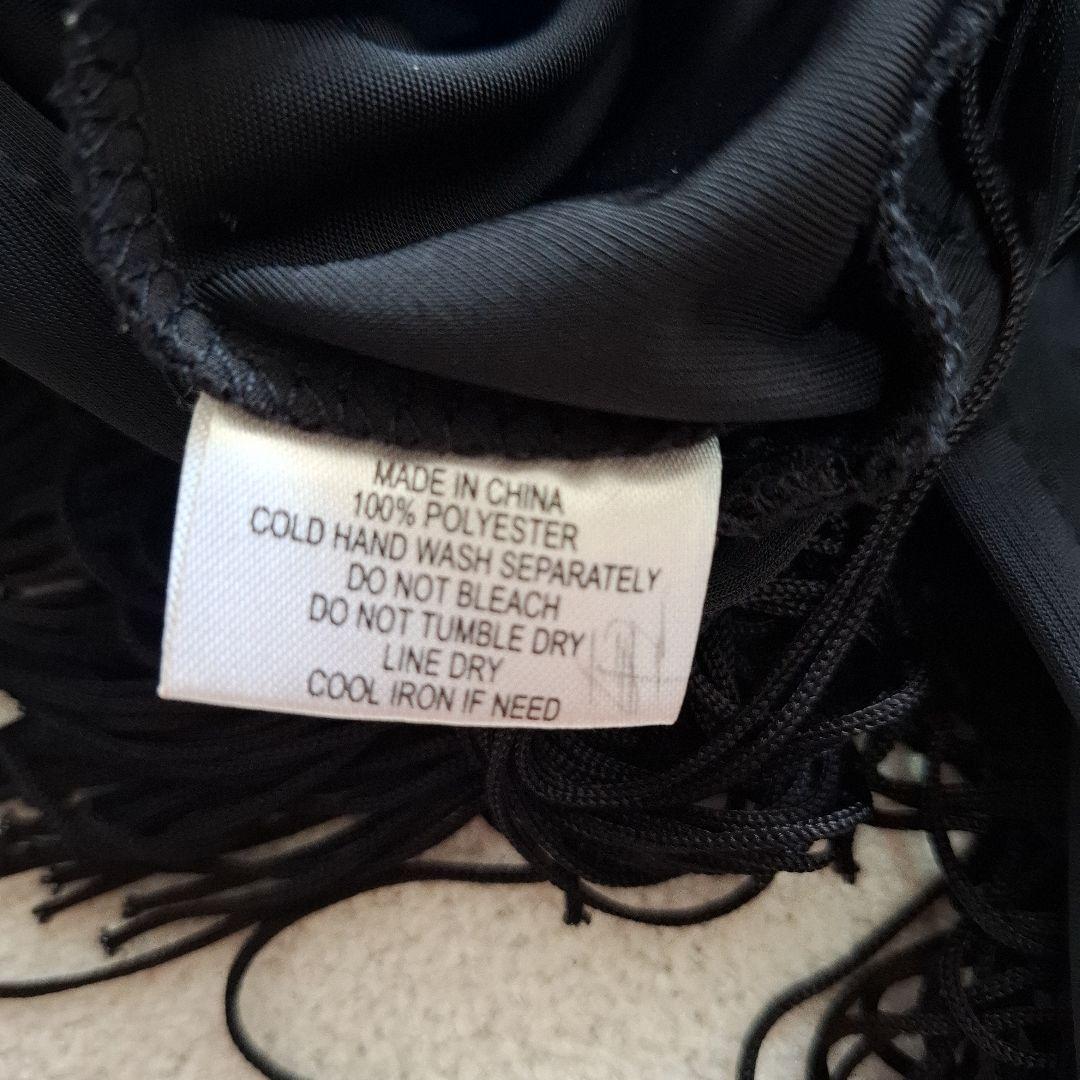 MADE IN CHINA
100% POLYESTER
COLD HAND WASH SEPARATELY
DO NOT BLEACH
DO NOT TUMBLE DRY
LINE DRY
COOL IRON IF NEED